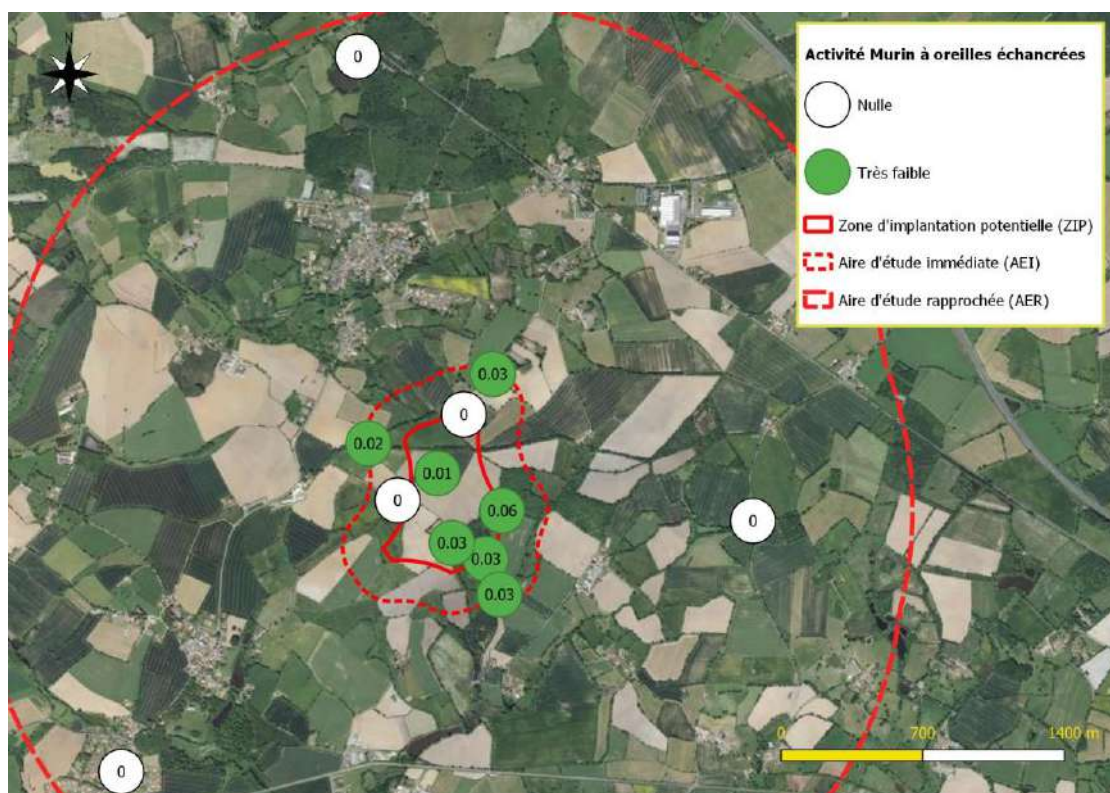 N
0
Activité Murin à oreilles échancrées
Nulle
Très faible
Zone d'implantation potentielle (ZIP)
Aire d'étude immédiate (AEI)
Aire d'étude rapprochée (AER)
0.03
0
0.02
0.01
0
0.06
0
0.03
0.03
0.03
0 700 1400 m
0